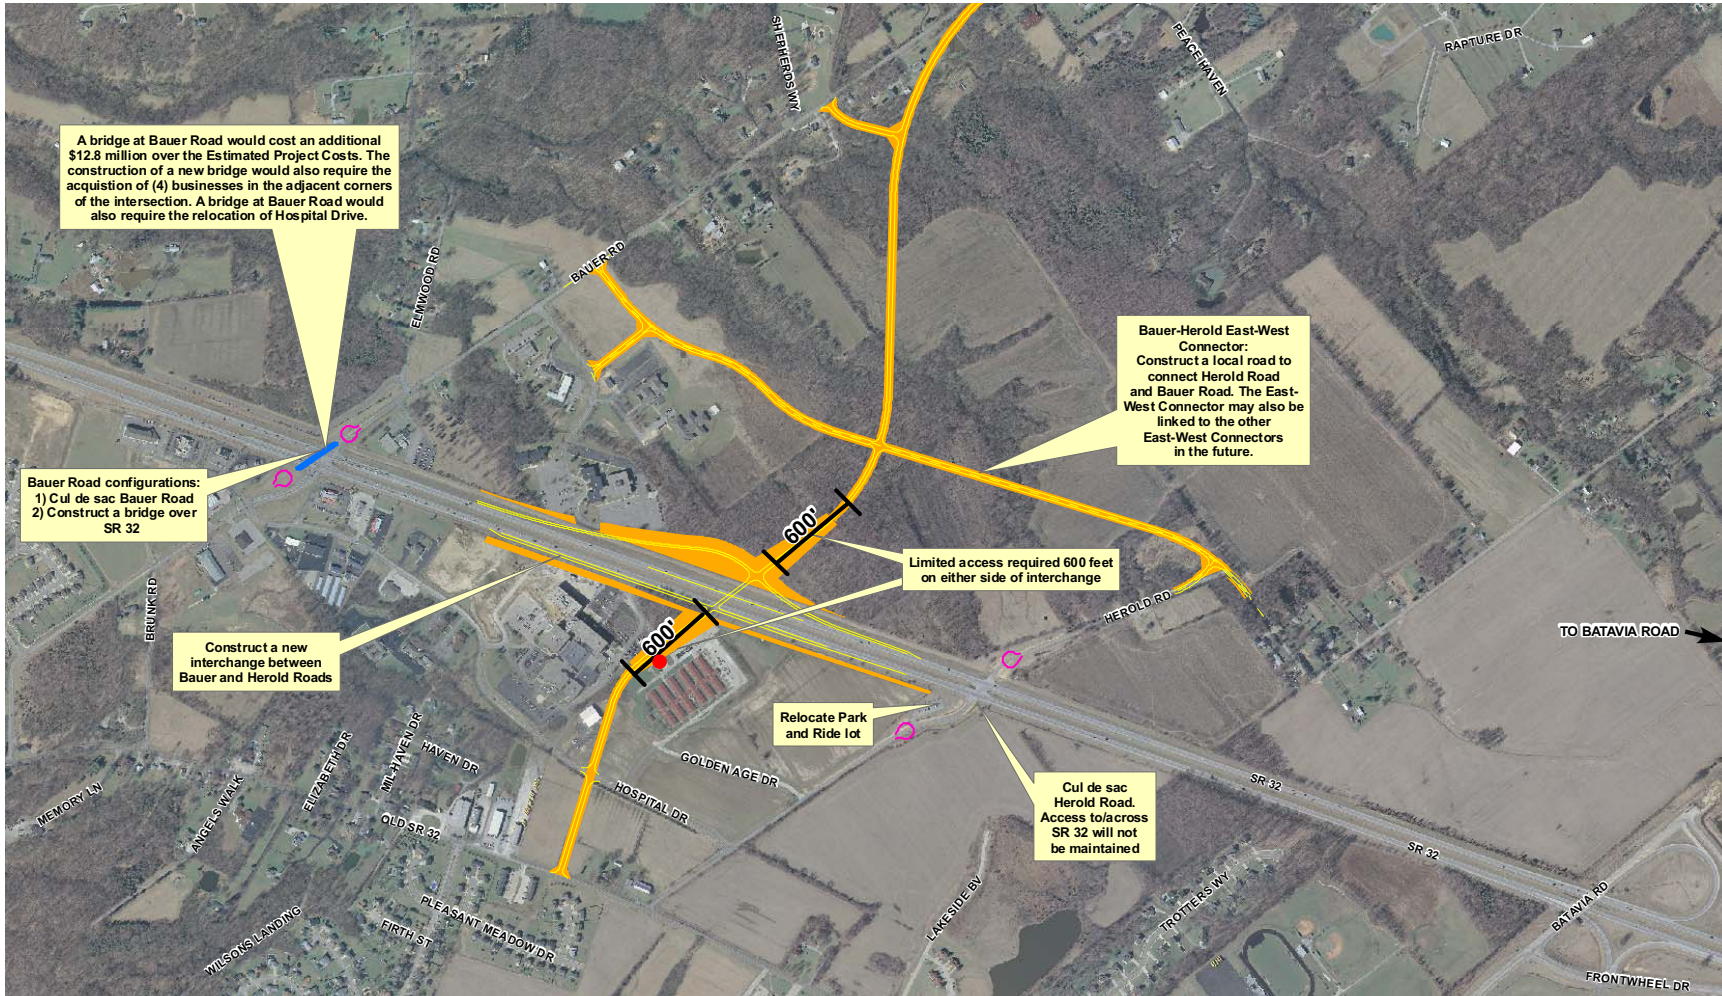 SHEPHERDS WY
PEACE HAVEN
RAPTURE DR
A bridge at Bauer Road would cost an additional
$12.8 million over the Estimated Project Costs. The
construction of a new bridge would also require the
acquistion of (4) businesses in the adjacent corners
of the intersection. A bridge at Bauer Road would
also require the relocation of Hospital Drive.
ELMWOOD RD
BAUER RD
Bauer-Herold East-West
Connector:
Construct a local road to
connect Herold Road
and Bauer Road. The East-
West Connector may also be
linked to the other
East-West Connectors
in the future.
Bauer Road configurations:
1) Cul de sac Bauer Road
2) Construct a bridge over
SR 32
600'
Limited access required 600 feet
on either side of interchange
BRUNK RD
HEROLD RD
TO BATAVIA ROAD
600'
Construct a new
interchange between
Bauer and Herold Roads
Relocate Park
and Ride lot
GOLDEN AGE DR
HOSPITAL DR
HAVEN DR
MIL-HAVEN DR
ELIZABETH DR
ANGELS WALK
MEMORY LN
OLD SR 32
Cul de sac
Herold Road.
Access to/across
SR 32 will not
be maintained
SR 32
SR 32
BATAVIA RD
TROTTERS WY
LAKESIDE BV
PLEASANT MEADOW DR
FIRTH ST
WILSONS LANDING
FRONTWHEEL DR